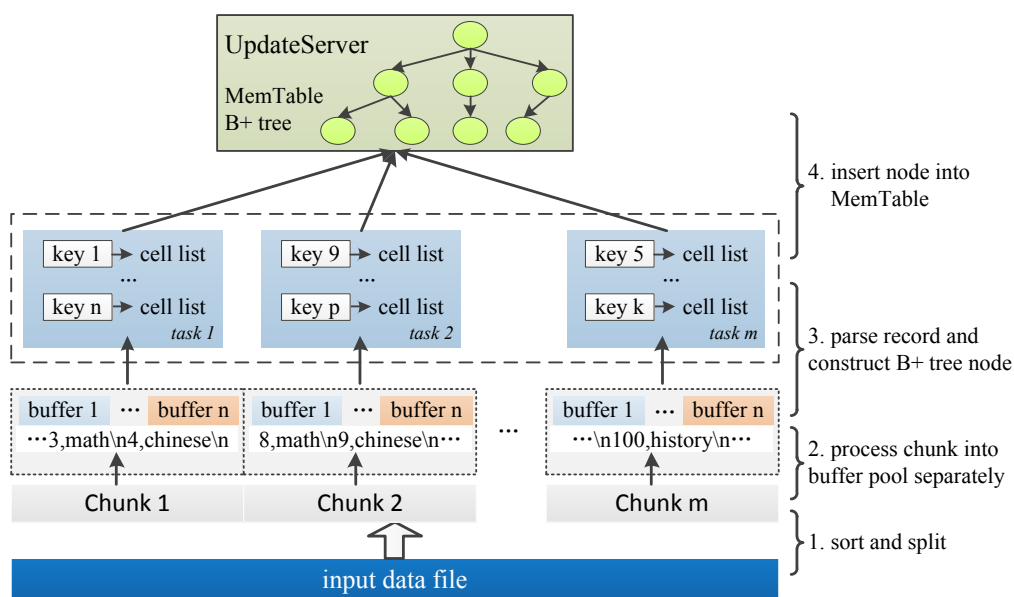 UpdateServer
MemTable
B+ tree
4. insert node into
MemTable
key 1 cell list
...
key n cell list
task 1
key 9 cell list
...
key p cell list
task 2
key 5 cell list
...
key k cell list
task m
3. parse record and
construct B+ tree node
buffer 1 ... buffer n
...3,math\n4,chinese\n
buffer 1 ... buffer n
8,math\n9,chinese\n...
...
buffer 1 ... buffer n
...\n100,history\n...
2. process chunk into
buffer pool separately
Chunk 1
Chunk 2
Chunk m
1. sort and split
input data file